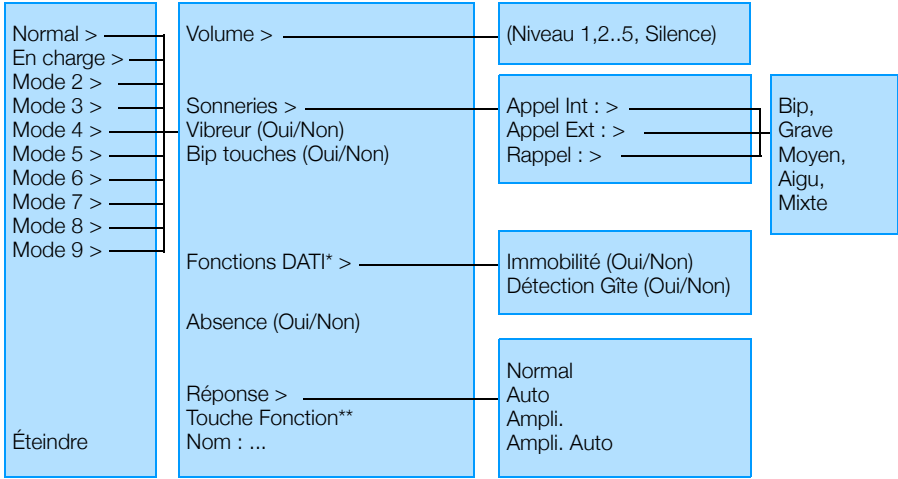 Normal >
En charge >
Mode 2 >
Mode 3 >
Mode 4 >
Mode 5 >
Mode 6 >
Mode 7 >
Mode 8 >
Mode 9 >
Éteindre
Volume >
Sonneries >
Vibreur (Oui/Non)
Bip touches (Oui/Non)
Fonctions DATI* >
Absence (Oui/Non)
Réponse >
Touche Fonction**
Nom : ...
(Niveau 1,2..5, Silence)
Appel Int : >
Appel Ext : >
Rappel : >
Bip,
Grave
Moyen,
Aigu,
Mixte
Immobilité (Oui/Non)
Détection Gîte (Oui/Non)
Normal
Auto
Ampli.
Ampli. Auto